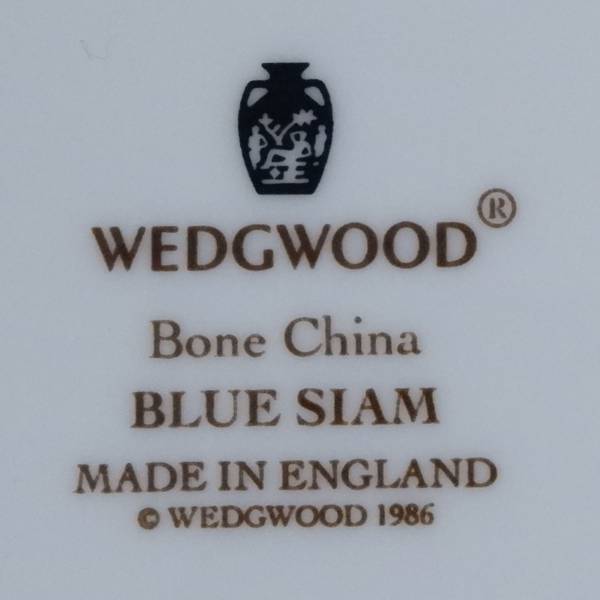 WEDGWOOD®
Bone China
BLUE SIAM
MADE IN ENGLAND
© WEDGWOOD 1986